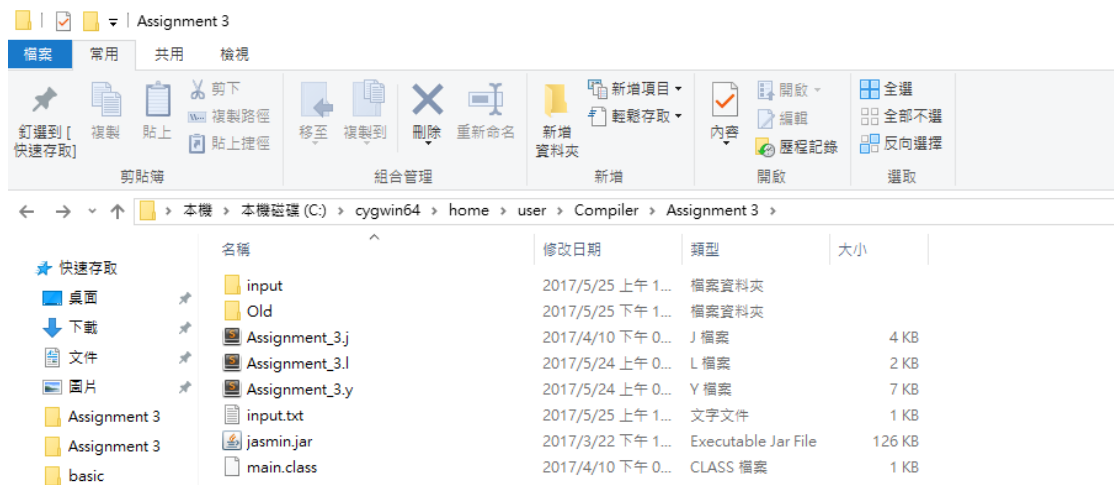 Assignment 3
檔案 常用 共用 檢視
釘選到 [快速存取] 複製 貼上 剪下 複製路徑 貼上捷徑 移至 複製到 刪除 重新命名 新增資料夾 新增項目 輕鬆存取 內容 開啟 編輯 歷程記錄 全選 全部不選 反向選擇
剪貼簿 組合管理 新增 開啟 選取
本機 > 本機磁碟 (C:) > cygwin64 > home > user > Compiler > Assignment 3 >
名稱 修改日期 類型 大小
快速存取
桌面
下載
文件
圖片
Assignment 3
Assignment 3
basic
input 2017/5/25 上午 1... 檔案資料夾
Old 2017/5/25 下午 1... 檔案資料夾
Assignment_3.j 2017/4/10 下午 0... J 檔案 4 KB
Assignment_3.l 2017/5/24 上午 0... L 檔案 2 KB
Assignment_3.y 2017/5/24 上午 0... Y 檔案 7 KB
input.txt 2017/5/25 上午 1... 文字文件 1 KB
jasmin.jar 2017/3/22 下午 1... Executable Jar File 126 KB
main.class 2017/4/10 下午 0... CLASS 檔案 1 KB